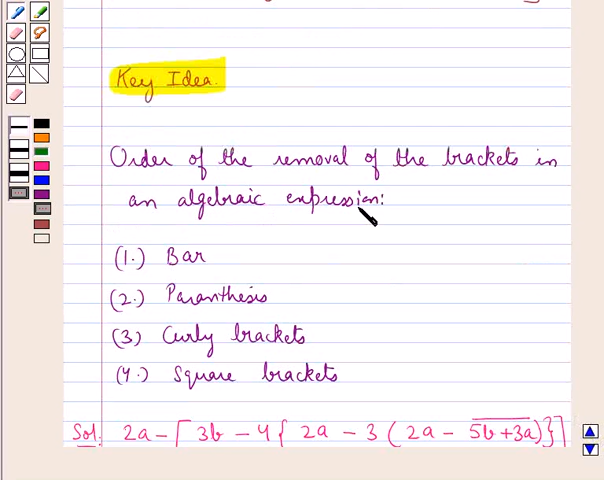 Key Idea.
Order of the removal of the brackets in
an algebraic expression:
(1.) Bar
(2.) Paranthesis
(3) Curly brackets
(4.) Square brackets
Sol. 2a - [ 3b - 4 { 2a - 3 ( 2a - \overline{5b + 3a} ) } ]